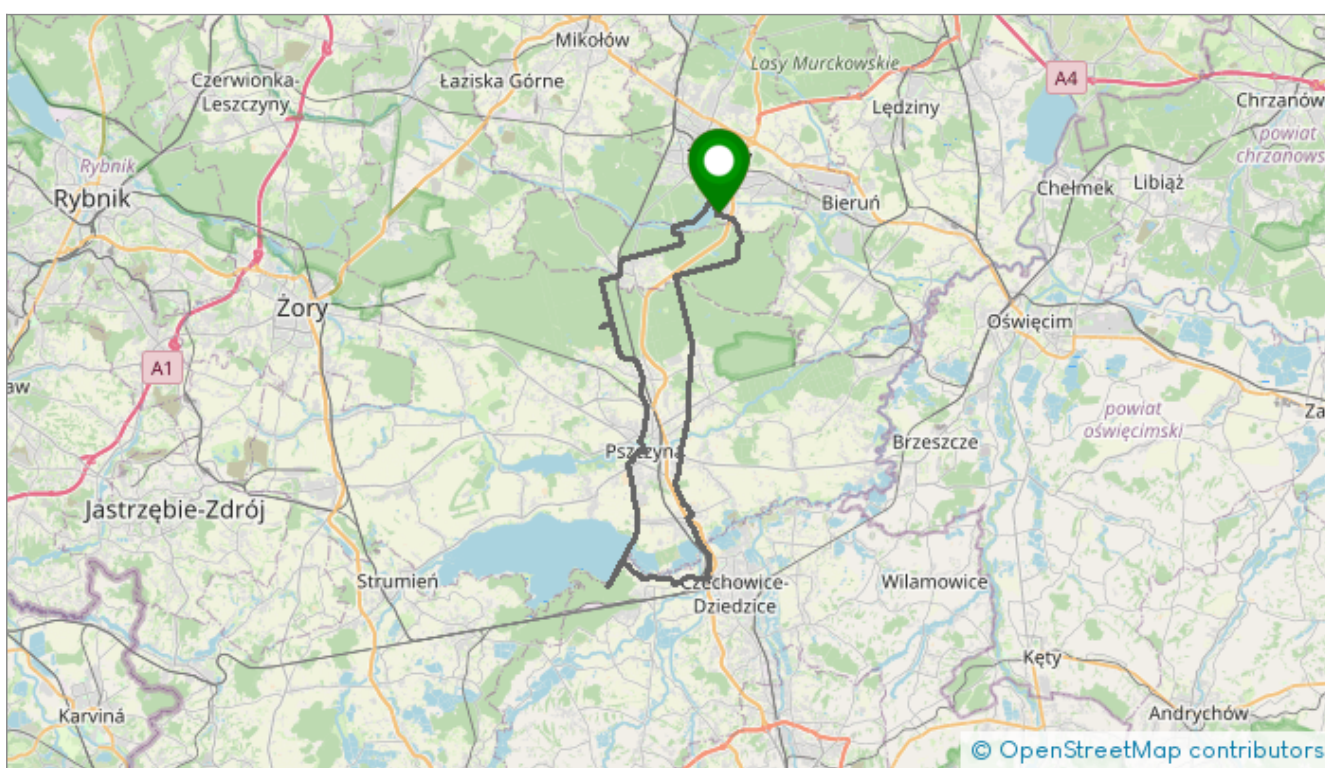 Mikołów
Lasy Murckowskie
Czerwionka-
Leszczyny
Łaziska Górne
A4
Lędziny
Chrzanów
powiat
chrzanows
Rybnik
Rybnik
Chełmek
Libiąż
Bieruń
Żory
Oświęcim
A1
aw
Za
powiat
oświęcimski
Brzeszcze
Pszczyna
Jastrzębie-Zdrój
Strumień
Czechowice-
Dziedzice
Wilamowice
Kęty
Karviná
Andrychów
© OpenStreetMap contributors